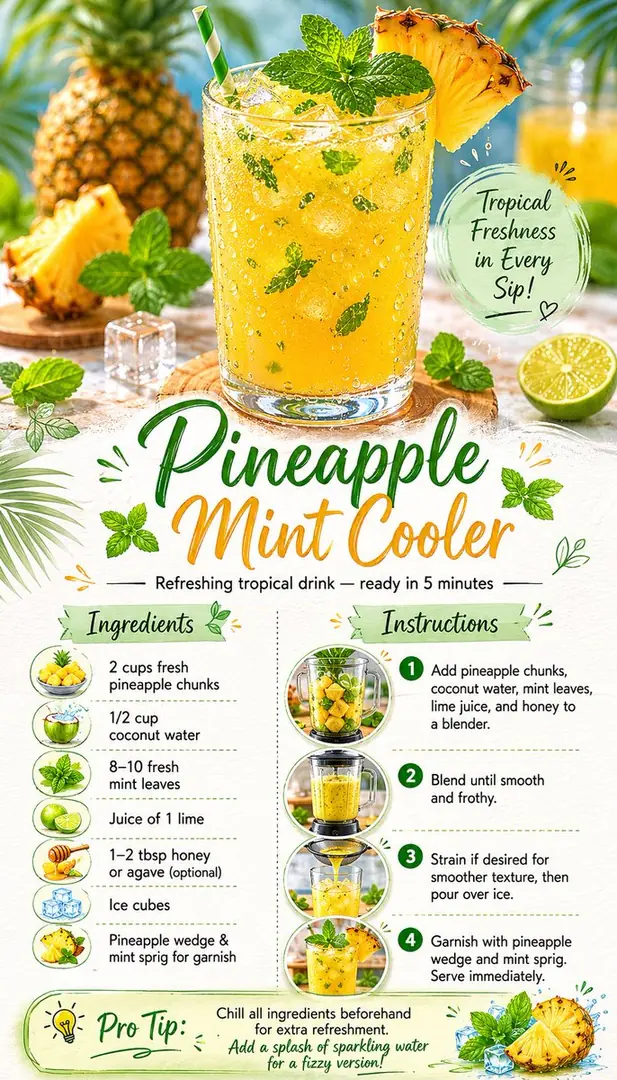 Tropical
Freshness
in Every
Sip!
Pineapple
Mint Cooler
Refreshing tropical drink — ready in 5 minutes
Ingredients
2 cups fresh
pineapple chunks
1/2 cup
coconut water
8–10 fresh
mint leaves
Juice of 1 lime
1–2 tbsp honey
or agave (optional)
Ice cubes
Pineapple wedge &
mint sprig for garnish
Instructions
1 Add pineapple chunks,
coconut water, mint leaves,
lime juice, and honey to
a blender.
2 Blend until smooth
and frothy.
3 Strain if desired for
smoother texture, then
pour over ice.
4 Garnish with pineapple
wedge and mint sprig.
Serve immediately.
Pro Tip:
Chill all ingredients beforehand
for extra refreshment.
Add a splash of sparkling water
for a fizzy version!